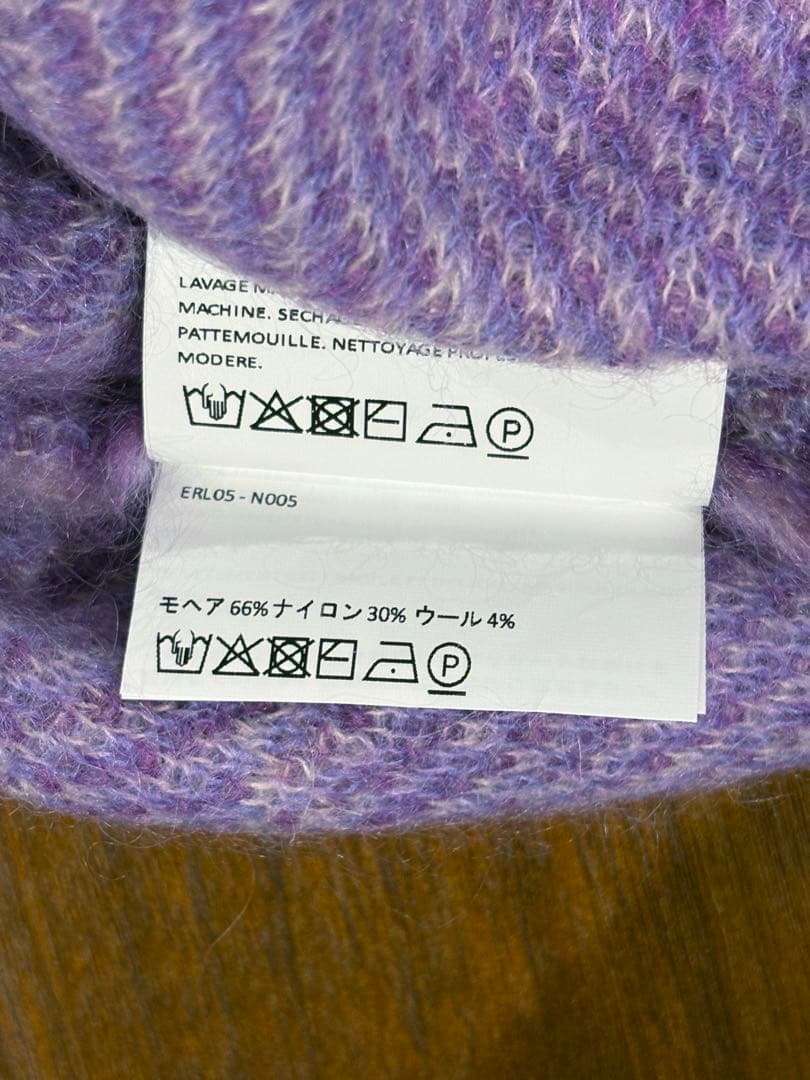 LAVAGE
MACHINE.
PATTEMOUILLE. NETTOYAGE
MODERE.
P
ERL05 - N005
モヘア 66%ナイロン 30% ウール 4%
P